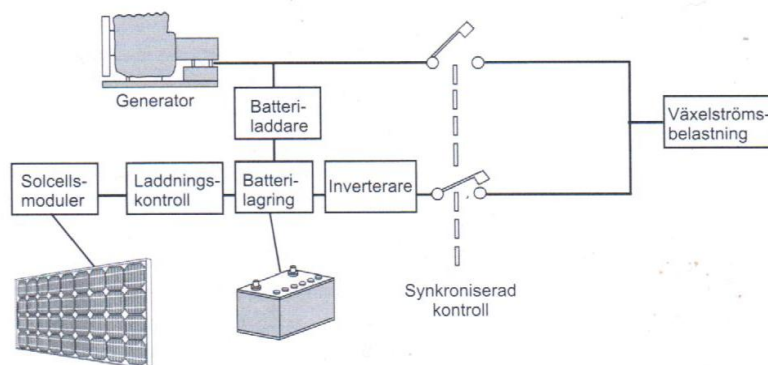 Generator
Batteri-
laddare
Växelströms-
belastning
Solcells-
moduler
Laddnings-
kontroll
Batteri-
lagring
Inverterare
Synkroniserad
kontroll